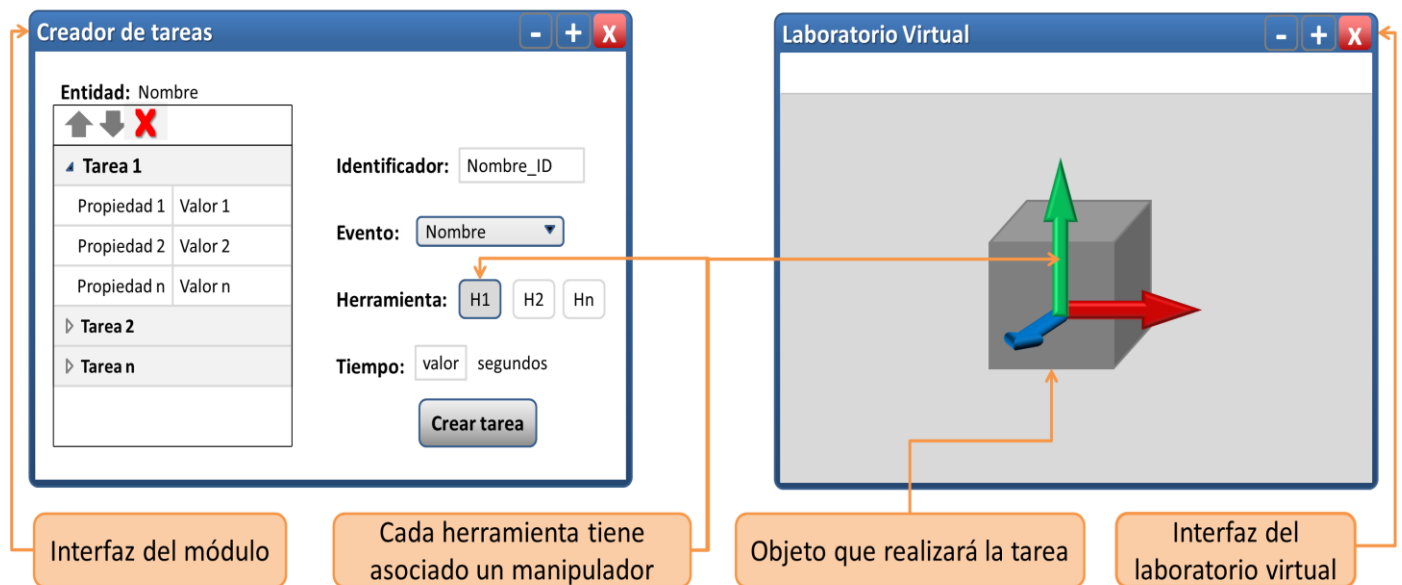 Creador de tareas
- + X
Entidad: Nombre
Tarea 1
Propiedad 1 Valor 1
Propiedad 2 Valor 2
Propiedad n Valor n
Tarea 2
Tarea n
Identificador: Nombre_ID
Evento: Nombre
Herramienta: H1 H2 Hn
Tiempo: valor segundos
Crear tarea
Laboratorio Virtual
- + X
Interfaz del módulo
Cada herramienta tiene
asociado un manipulador
Objeto que realizará la tarea
Interfaz del
laboratorio virtual